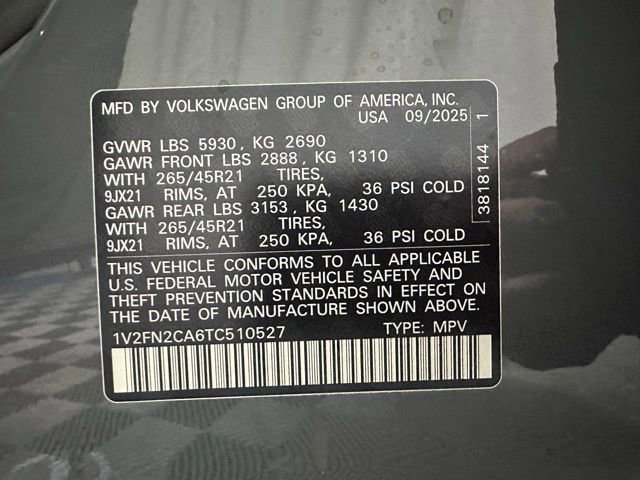 MFD BY VOLKSWAGEN GROUP OF AMERICA, INC.
USA 09/2025
GVWR LBS 5930, KG 2690
GAWR FRONT LBS 2888, KG 1310
WITH 265/45R21 TIRES,
9JX21 RIMS, AT 250 KPA, 36 PSI COLD
GAWR REAR LBS 3153, KG 1430
WITH 265/45R21 TIRES,
9JX21 RIMS, AT 250 KPA, 36 PSI COLD
THIS VEHICLE CONFORMS TO ALL APPLICABLE
U.S. FEDERAL MOTOR VEHICLE SAFETY AND
THEFT PREVENTION STANDARDS IN EFFECT ON
THE DATE OF MANUFACTURE SHOWN ABOVE.
1V2FN2CA6TC510527 TYPE: MPV
3818144 1